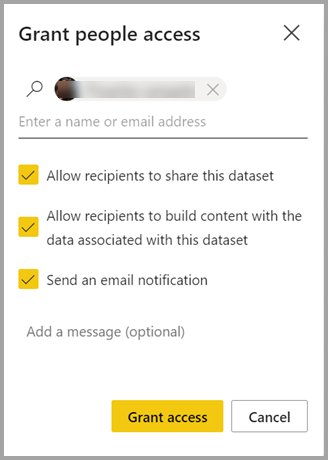 Grant people access
Enter a name or email address
Allow recipients to share this dataset
Allow recipients to build content with the
data associated with this dataset
Send an email notification
Add a message (optional)
Grant access
Cancel